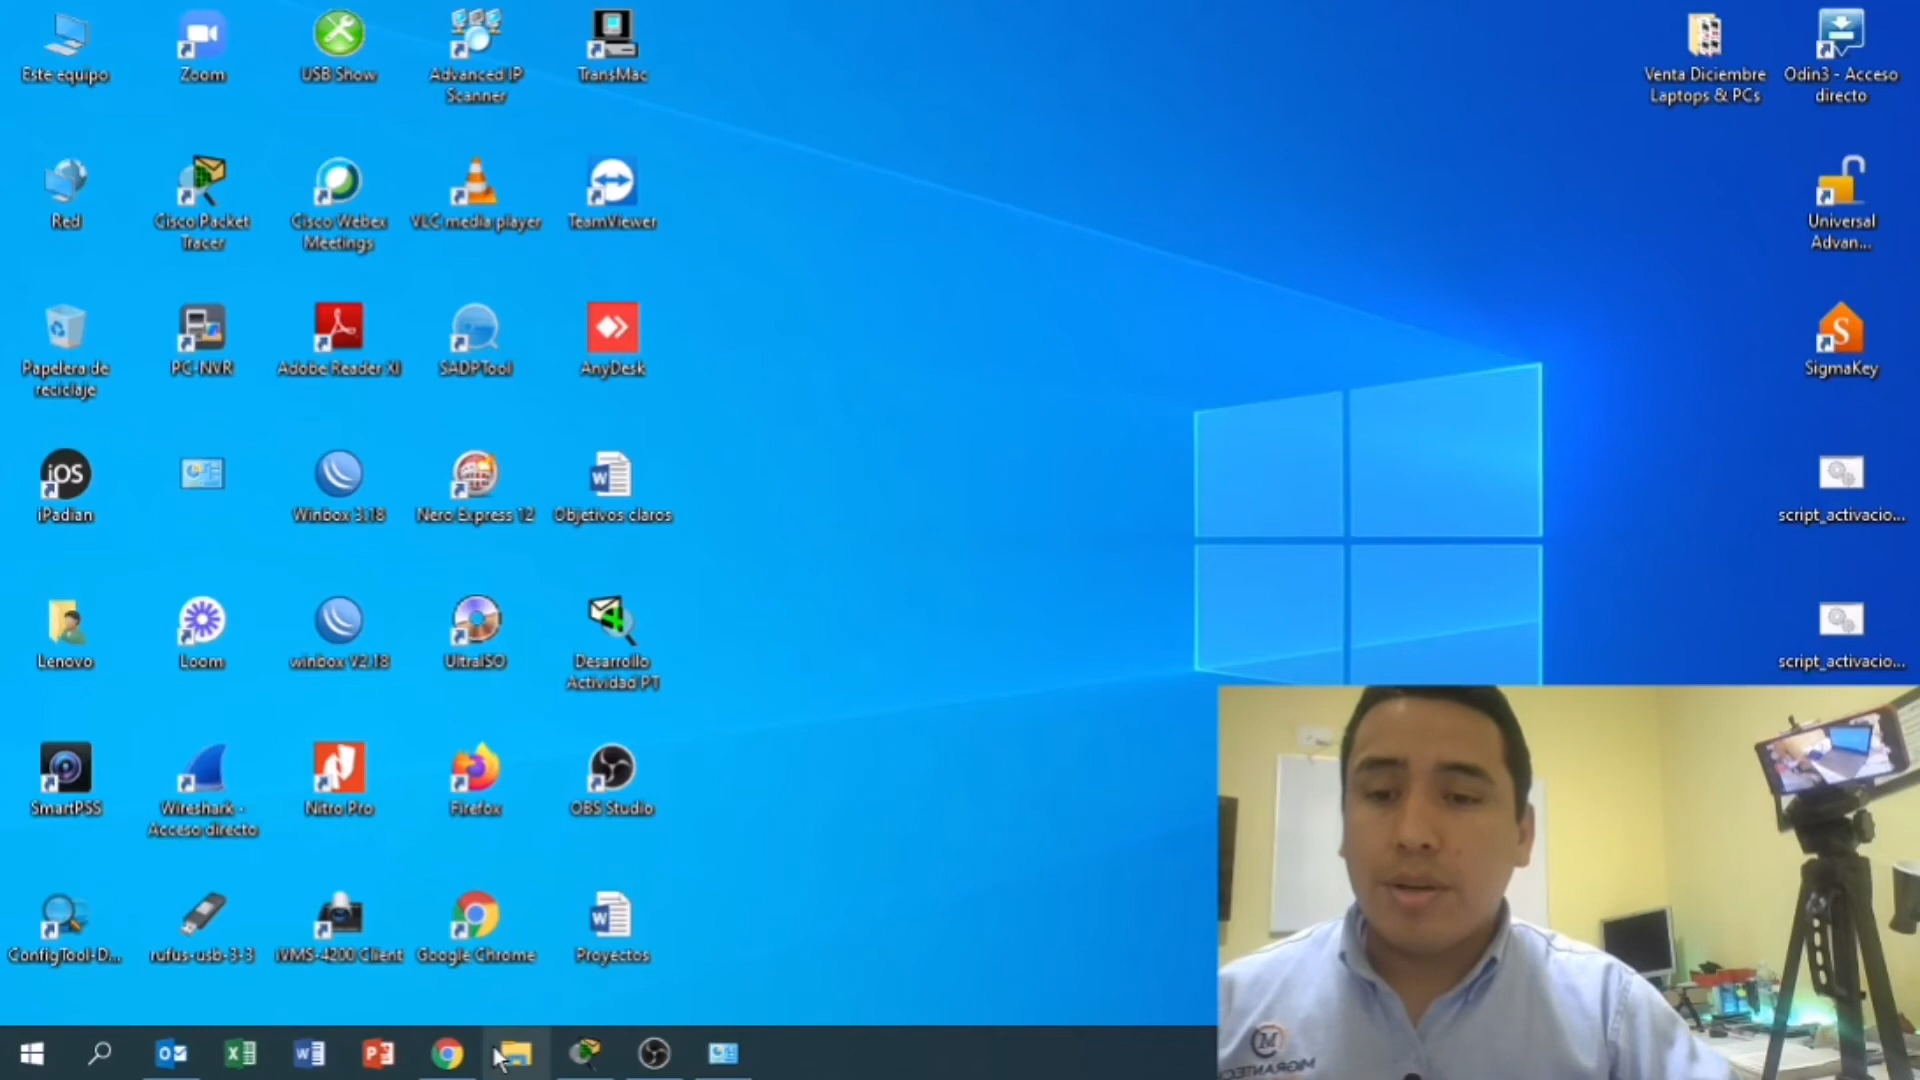 Este equipo
Zoom
USB Show
Advanced IP
Scanner
TransMac
Venta Diciembre
Laptops & PCs
Odin3 - Acceso
directo
Red
Cisco Packet
Tracer
Cisco Webex
Meetings
VLC media player
TeamViewer
Universal
Advan...
Papelera de
reciclaje
PC-NVR
Adobe Reader XI
SADPTool
AnyDesk
S
SigmaKey
iOS
iPadian
Winbox 3.18
Nero Express 12
Objetivos claros
script_activacio...
Lenovo
Loom
winbox V2.18
UltraISO
Desarrollo
Actividad PT
script_activacio...
SmartPSS
Wireshark -
Acceso directo
Nitro Pro
Firefox
OBS Studio
ConfigTool-D...
rufus-usb-3-3
iVMS-4200 Client
Google Chrome
Proyectos
MIGRANTEC